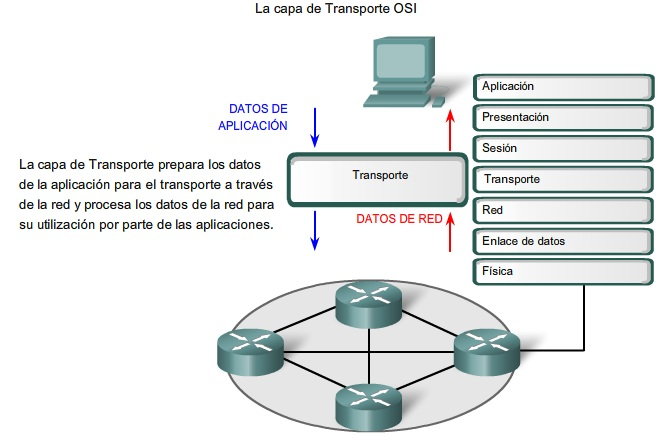 La capa de Transporte OSI
DATOS DE
APLICACIÓN
La capa de Transporte prepara los datos
de la aplicación para el transporte a través
de la red y procesa los datos de la red para
su utilización por parte de las aplicaciones.
Transporte
DATOS DE RED
Aplicación
Presentación
Sesión
Transporte
Red
Enlace de datos
Física